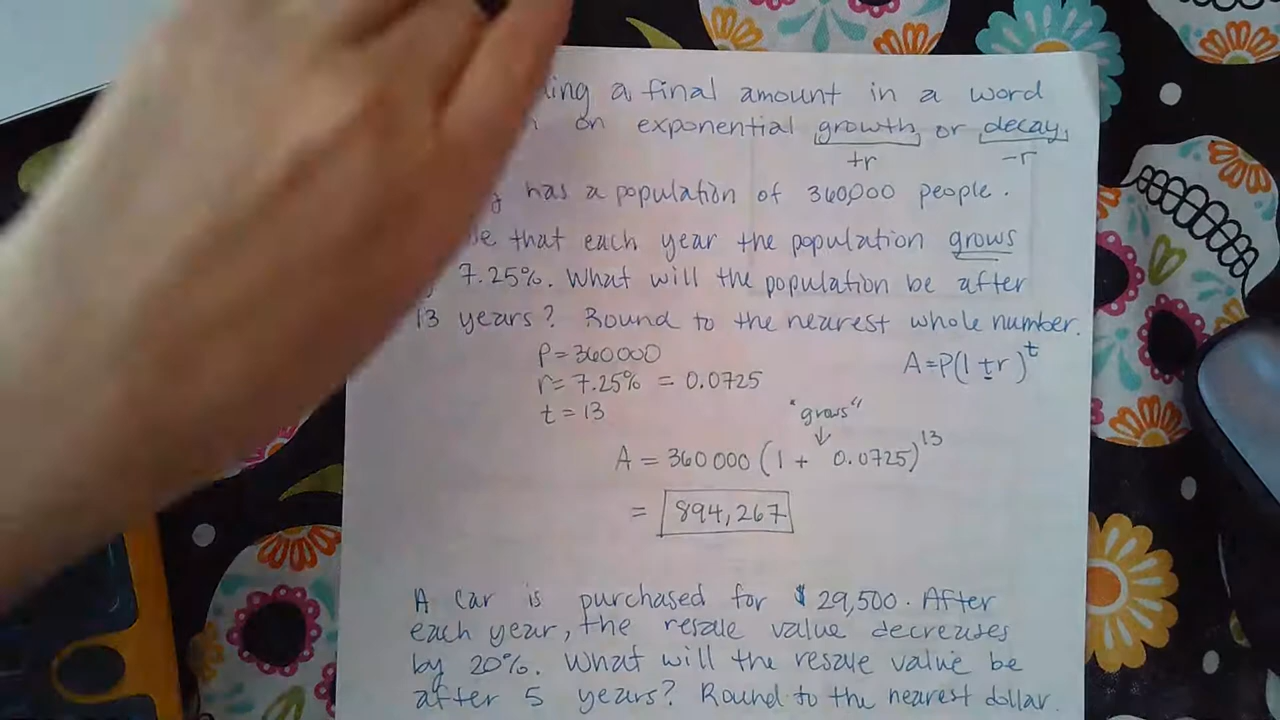 a final amount in a word
on exponential growth or decay,
+r -r
has a population of 360,000 people.
that each year the population grows
7.25%. What will the population be after
13 years? Round to the nearest whole number.
P=360000
A=P(1±r)^t
r=7.25% = 0.0725
t=13
"grows"
↓
A = 360000 (1 + 0.0725)^13
= 894,267
A car is purchased for $29,500. After
each year, the resale value decreases
by 20%. What will the resale value be
after 5 years? Round to the nearest dollar.